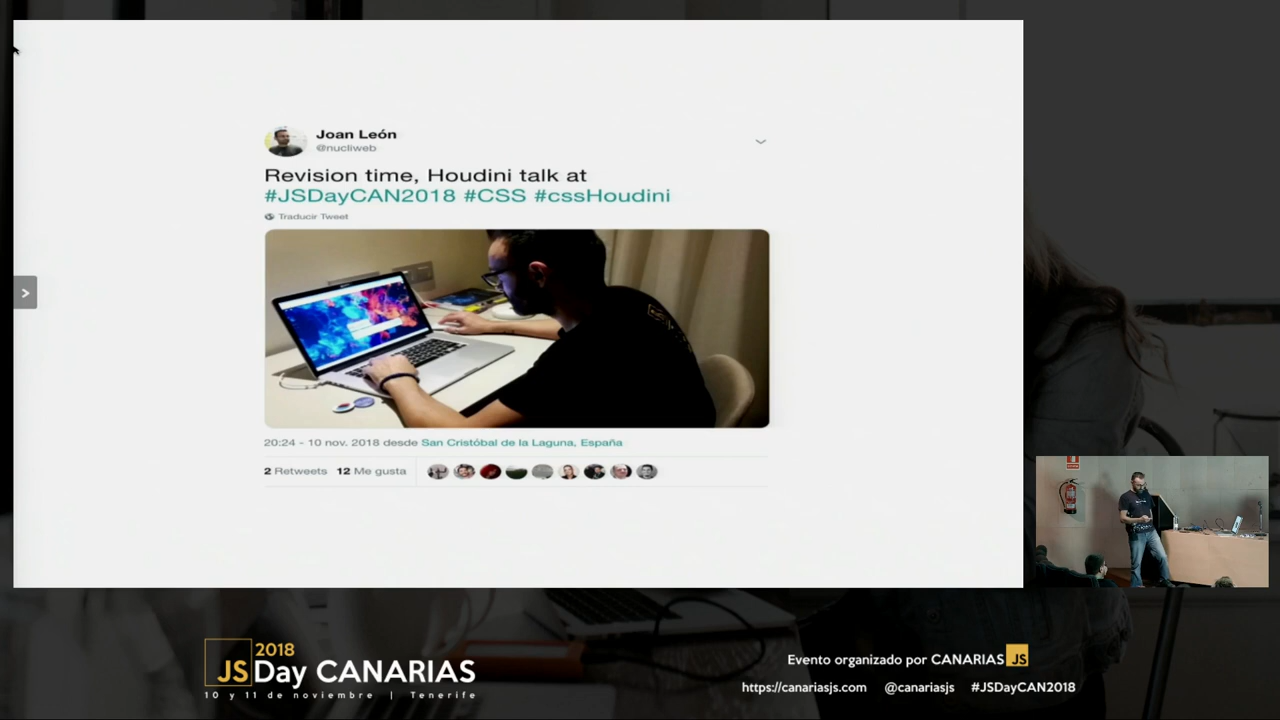 Joan León
@nucliweb
Revision time, Houdini talk at
#JSDayCAN2018 #CSS #cssHoudini
Traducir Tweet
20:24 - 10 nov. 2018 desde San Cristóbal de la Laguna, España
2 Retweets 12 Me gusta
2018
JSDay CANARIAS
10 y 11 de noviembre | Tenerife
Evento organizado por CANARIAS JS
https://canariasjs.com @canariasjs #JSDayCAN2018